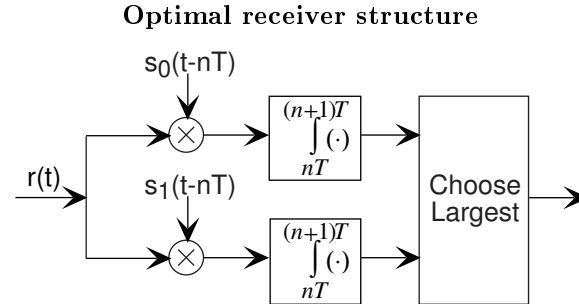 Optimal receiver structure
s₀(t-nT)
(n+1)T
∫(·)
nT
r(t)
s₁(t-nT)
(n+1)T
∫(·)
nT
Choose
Largest